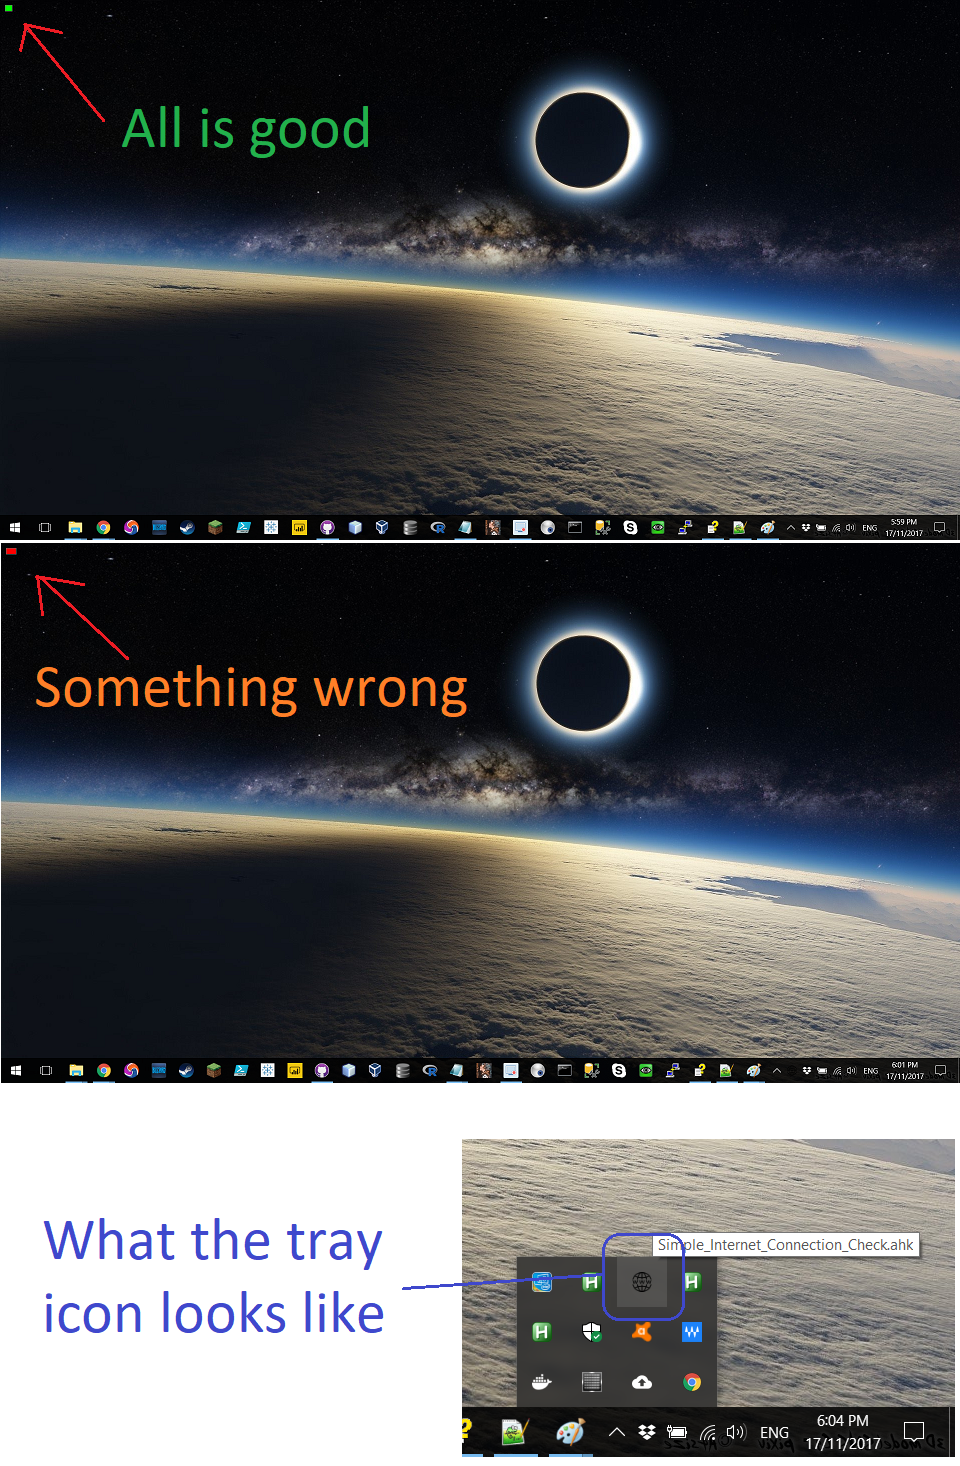 All is good
ENG
5:59 PM
17/11/2017
Something wrong
ENG
6:01 PM
17/11/2017
What the tray
icon looks like
Simple_Internet_Connection_Check.ahk
ENG
6:04 PM
17/11/2017